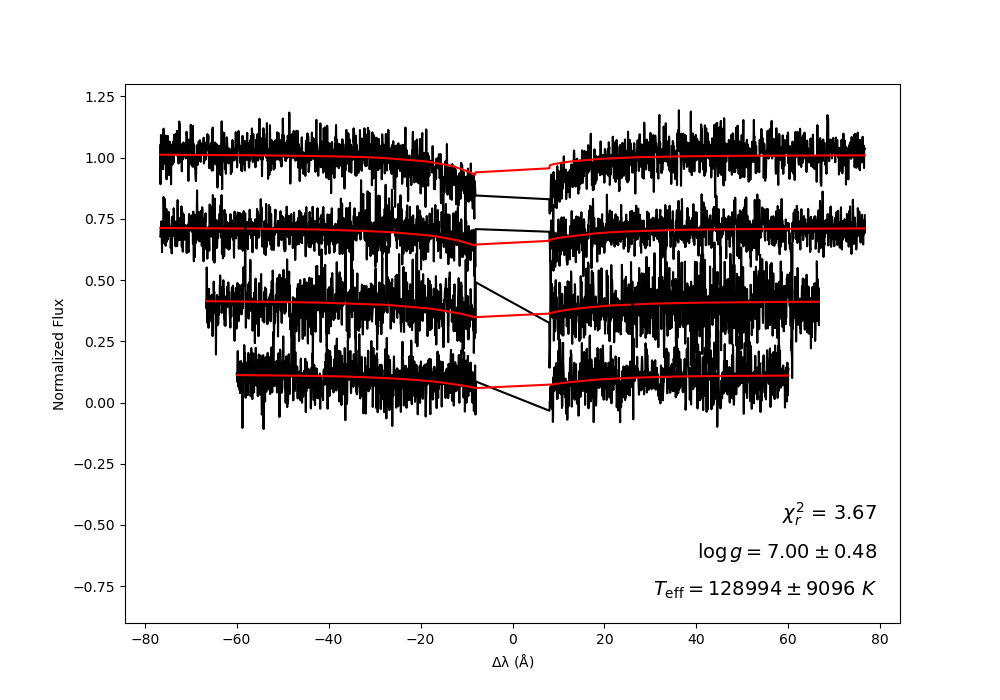 1.25
1.00
0.75
0.50
0.25
0.00
−0.25
−0.50
−0.75
Normalized Flux
χ²ᵣ = 3.67
log g = 7.00 ± 0.48
T_eff = 128994 ± 9096 K
−80 −60 −40 −20 0 20 40 60 80
Δλ (Å)